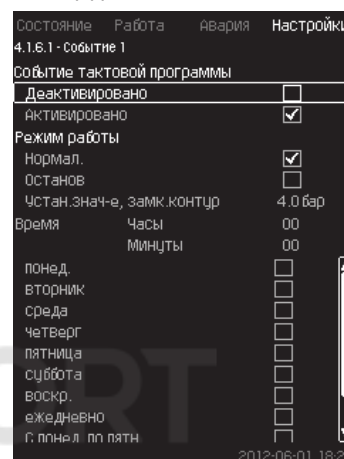 Состояние Работа Авария Настройки
4.1.6.1 - Событие 1
Событие тактовой программы
Деактивировано
Активировано
Режим работы
Нормал.
Останов
Устан.знач-е, замк.контур 4.0 бар
Время Часы 00
Минуты 00
понед.
вторник
среда
четверг
пятница
суббота
воскр.
ежедневно
С понед. по пятн.
2012-06-01 18:2